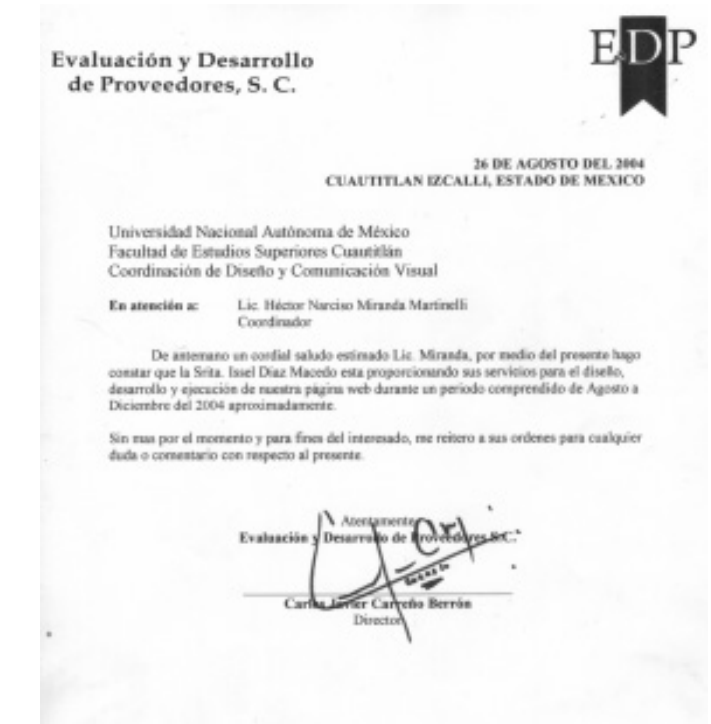 Evaluación y Desarrollo
de Proveedores, S. C.
EDP
26 DE AGOSTO DEL 2004
CUAUTITLAN IZCALLI, ESTADO DE MEXICO
Universidad Nacional Autónoma de México
Facultad de Estudios Superiores Cuautitlán
Coordinación de Diseño y Comunicación Visual
En atención a: Lic. Héctor Narciso Miranda Martinelli
Coordinador
De antemano un cordial saludo estimado Lic. Miranda, por medio del presente hago
constar que la Srita. Issel Diaz Macedo esta proporcionando sus servicios para el diseño,
desarrollo y ejecución de nuestra página web durante un periodo comprendido de Agosto a
Diciembre del 2004 aproximadamente.
Sin mas por el momento y para fines del interesado, me reitero a sus ordenes para cualquier
duda o comentario con respecto al presente.
Atentamente
Evaluación y Desarrollo de Proveedores S.C.
Carlos Javier Carreño Berrón
Director